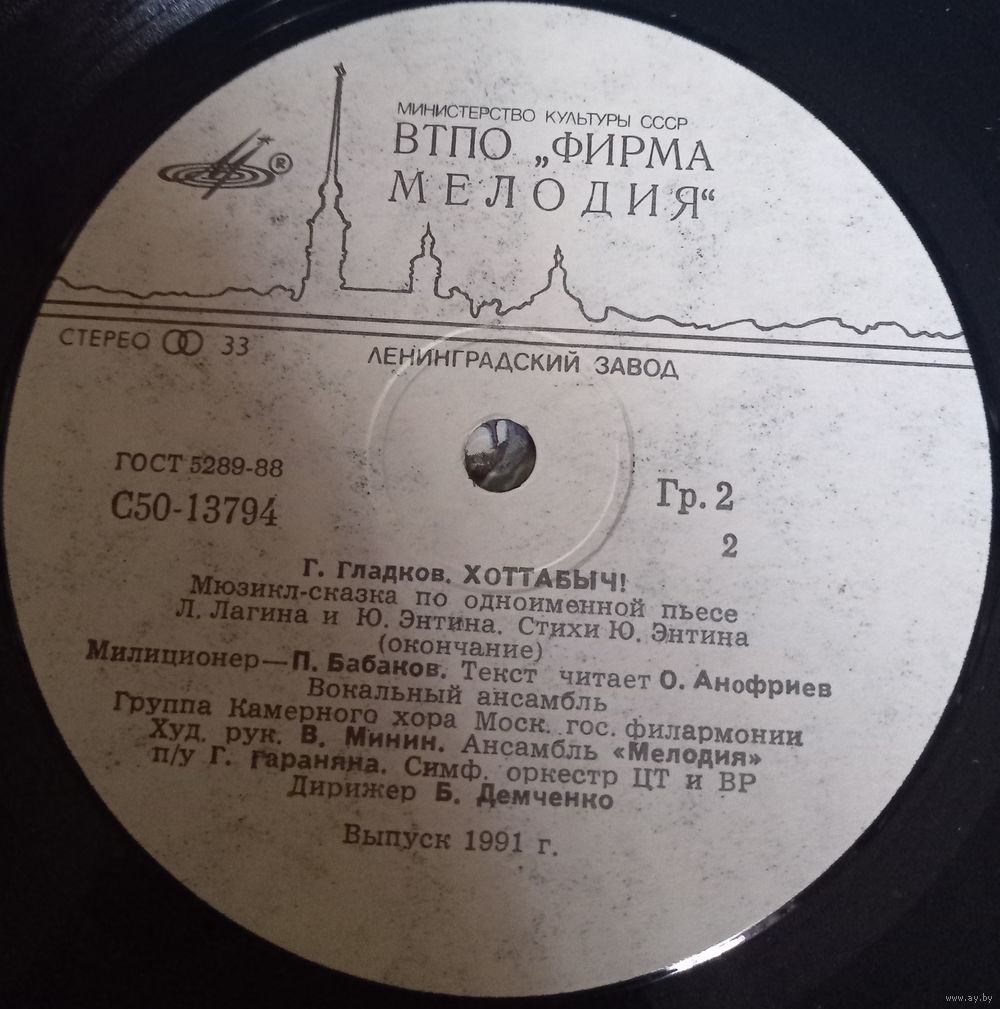 МИНИСТЕРСТВО КУЛЬТУРЫ СССР
ВТПО „ФИРМА
МЕЛОДИЯ“
®
СТЕРЕО 33
ЛЕНИНГРАДСКИЙ ЗАВОД
ГОСТ 5289-88
С50-13794
Гр. 2
2
Г. Гладков. ХОТТАБЫЧ!
Мюзикл-сказка по одноименной пьесе
Л. Лагина и Ю. Энтина. Стихи Ю. Энтина
(окончание)
Милиционер—П. Бабаков. Текст читает О. Анофриев
Вокальный ансамбль
Группа Камерного хора Моск. гос. филармонии
Худ. рук. В. Минин. Ансамбль «Мелодия»
п/у Г. Гараняна. Симф. оркестр ЦТ и ВР
Дирижер Б. Демченко
Выпуск 1991 г.
www.ay.by